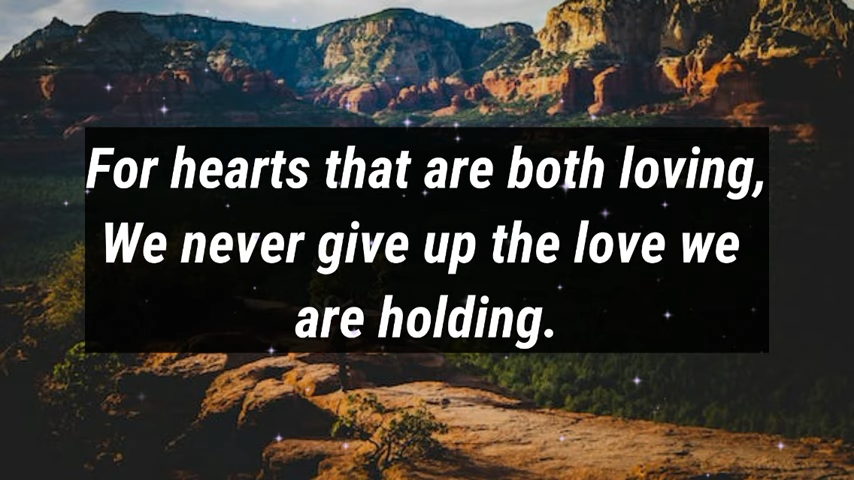 For hearts that are both loving,
We never give up the love we
are holding.